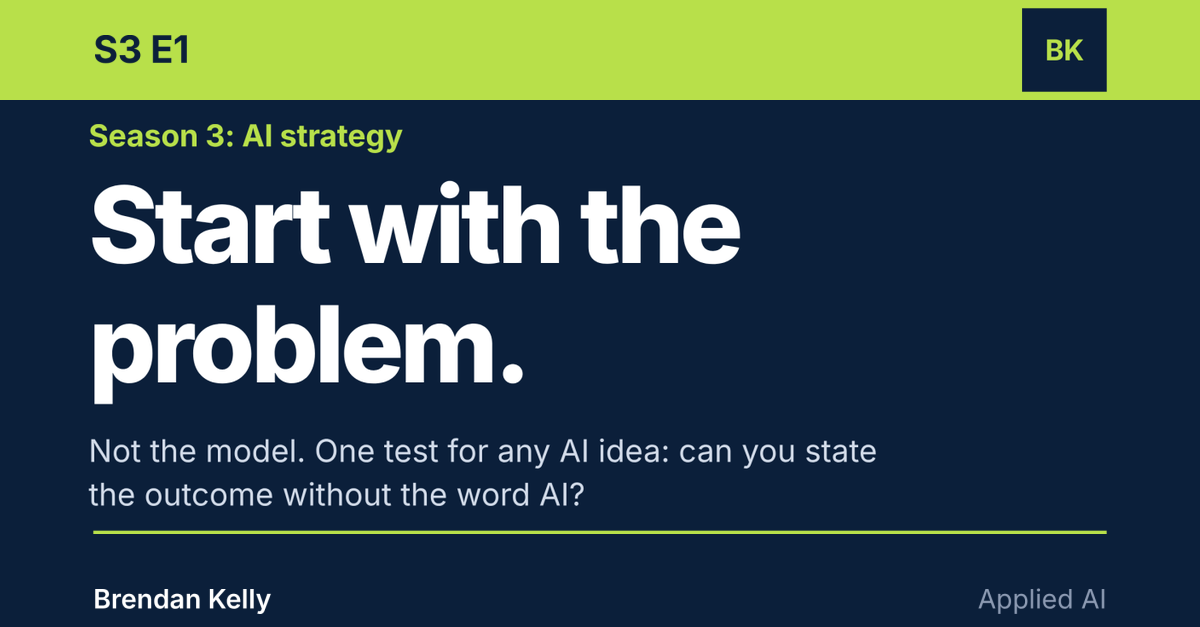 S3 E1
BK
Season 3: AI strategy
Start with the
problem.
Not the model. One test for any AI idea: can you state
the outcome without the word AI?
Brendan Kelly
Applied AI